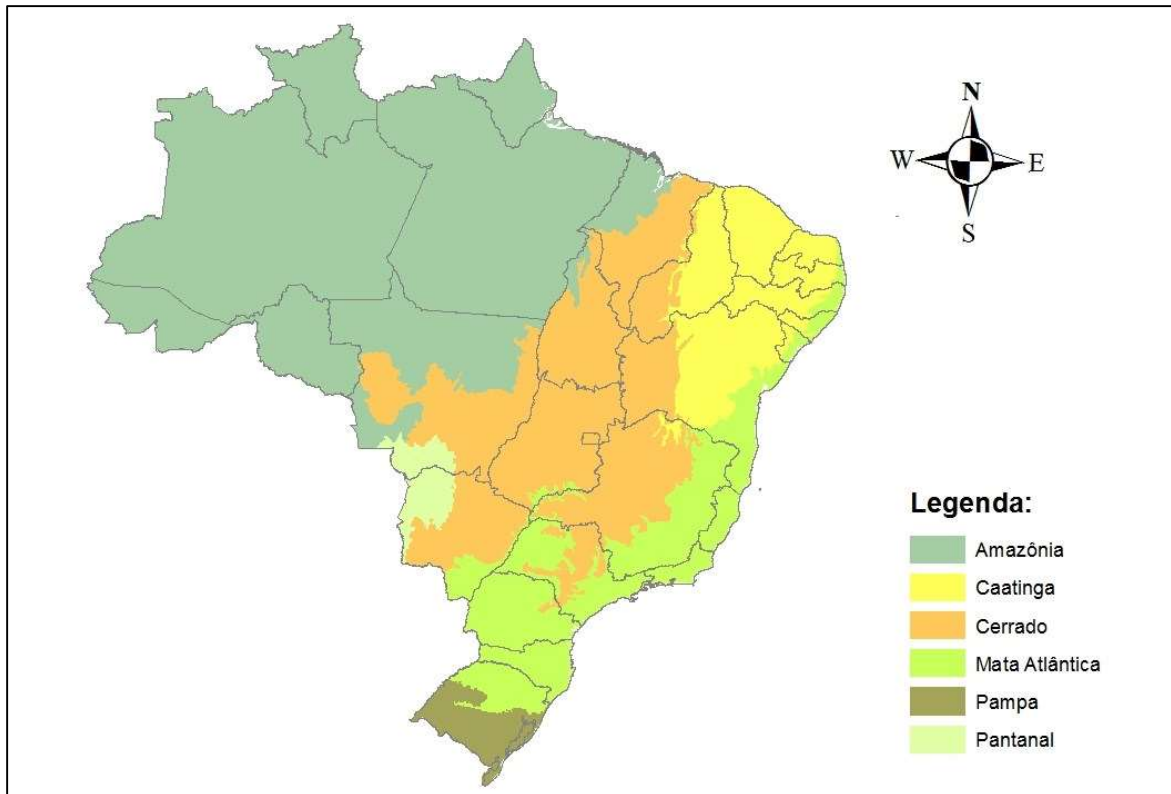 N
W E
S
Legenda:
Amazônia
Caatinga
Cerrado
Mata Atlântica
Pampa
Pantanal